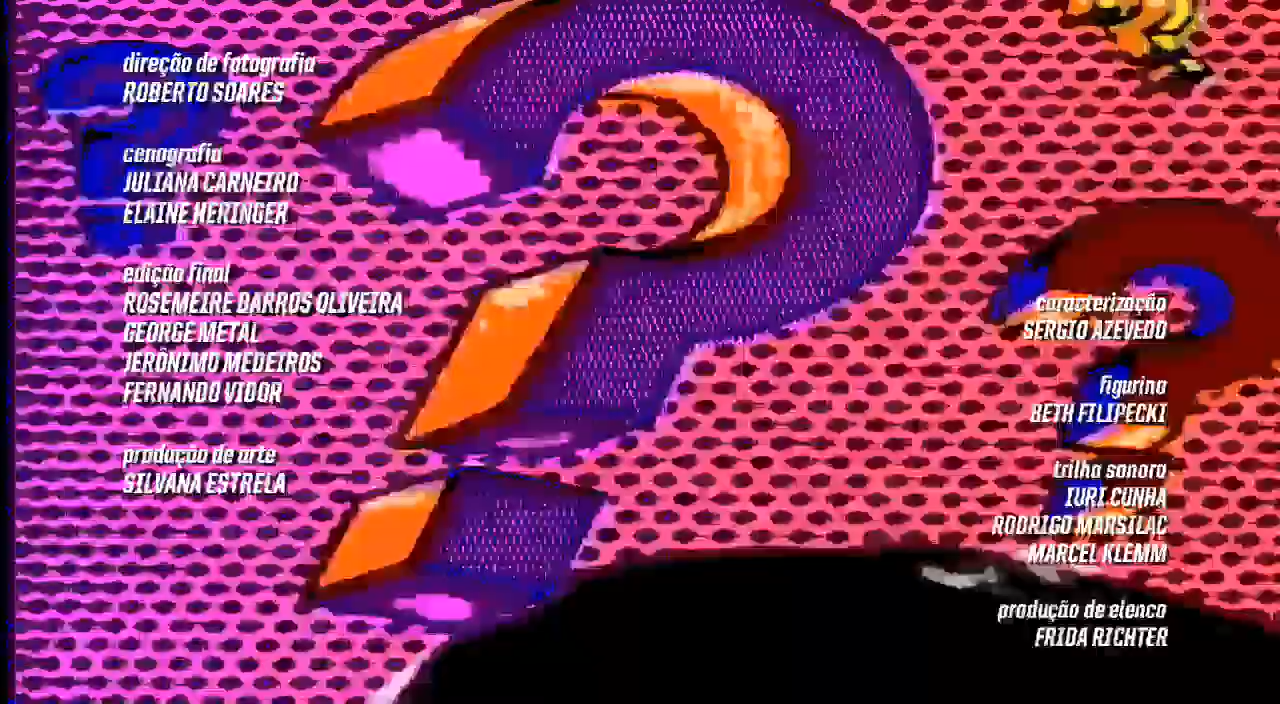 direção de fotografia
ROBERTO SOARES
cenografia
JULIANA CARNEIRO
ELAINE HERINGER
edição final
ROSEMEIRE BARROS OLIVEIRA
GEORGE METAL
JERÔNIMO MEDEIROS
FERNANDO VIDOR
produção de arte
SILVANA ESTRELA
caracterização
SERGIO AZEVEDO
figurino
BETH FILIPECKI
trilha sonora
IURI CUNHA
RODRIGO MARSILAC
MARCEL KLEMM
produção de elenco
FRIDA RICHTER